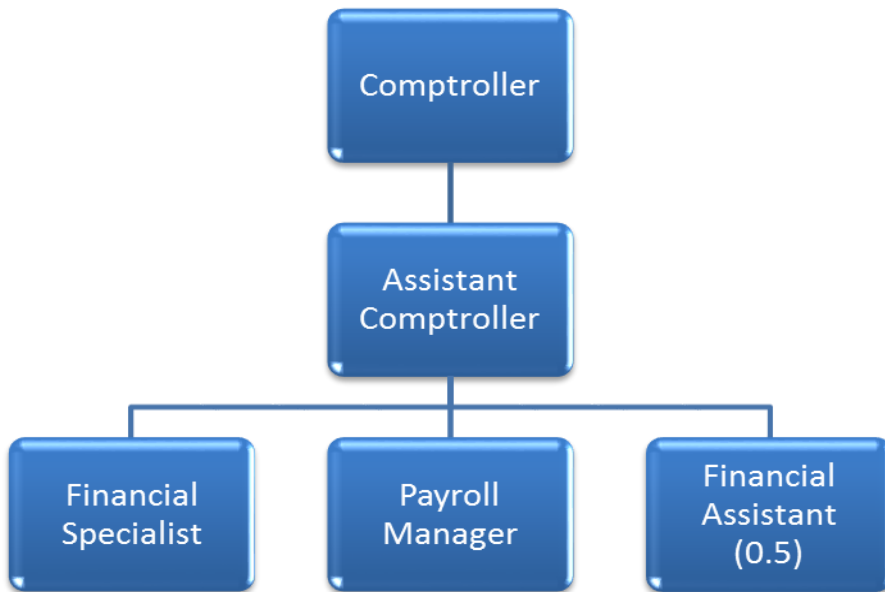 Comptroller
Assistant
Comptroller
Financial
Specialist
Payroll
Manager
Financial
Assistant
(0.5)